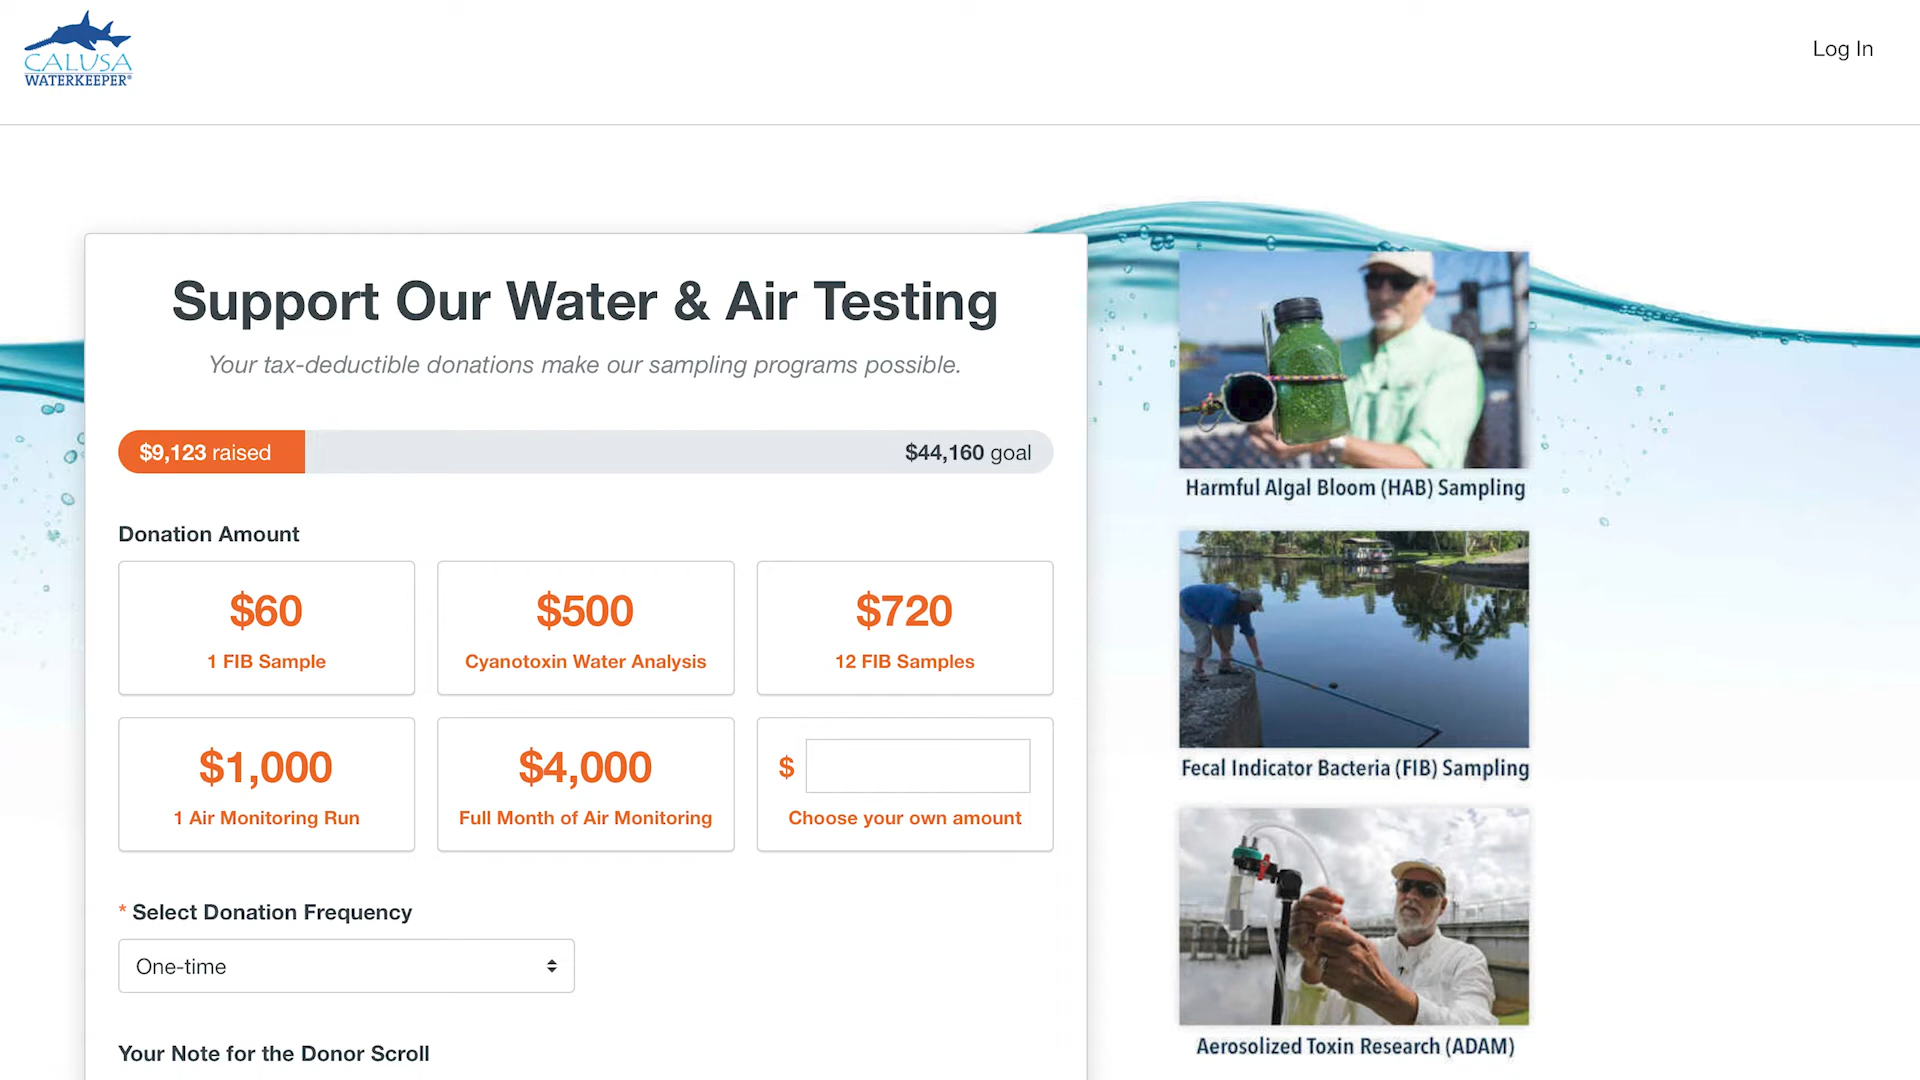 CALUSA
WATERKEEPER®
Log In
Support Our Water & Air Testing
Your tax-deductible donations make our sampling programs possible.
$9,123 raised
$44,160 goal
Donation Amount
$60
1 FIB Sample
$500
Cyanotoxin Water Analysis
$720
12 FIB Samples
$1,000
1 Air Monitoring Run
$4,000
Full Month of Air Monitoring
$
Choose your own amount
* Select Donation Frequency
One-time
Your Note for the Donor Scroll
Harmful Algal Bloom (HAB) Sampling
Fecal Indicator Bacteria (FIB) Sampling
Aerosolized Toxin Research (ADAM)